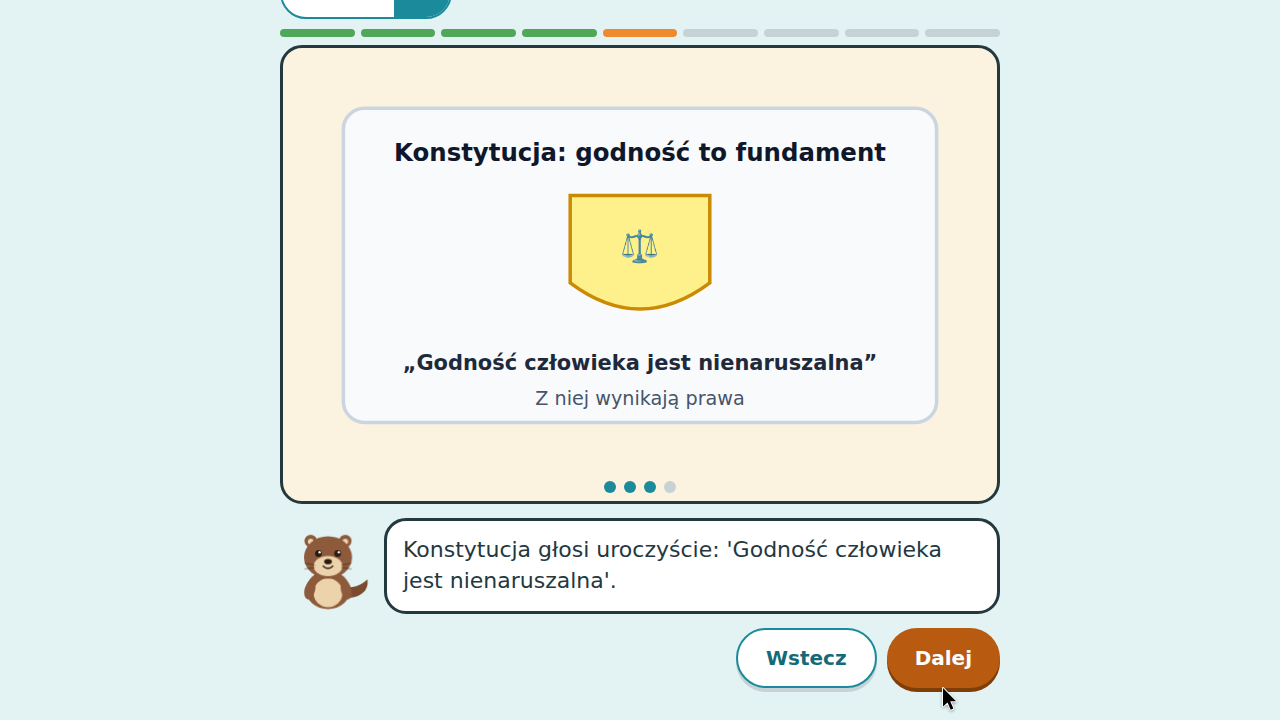 Konstytucja: godność to fundament
„Godność człowieka jest nienaruszalna”
Z niej wynikają prawa
Konstytucja głosi uroczyście: 'Godność człowieka
jest nienaruszalna'.
Wstecz
Dalej